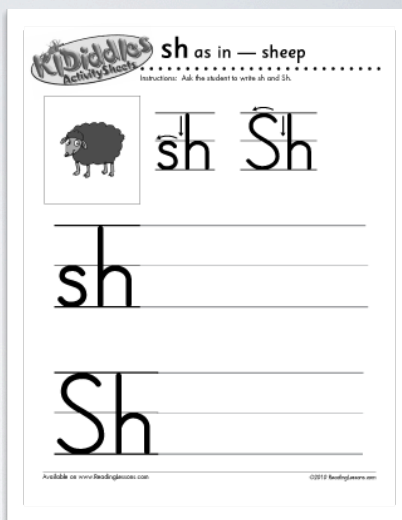 KIDiddles
Activity Sheets
sh as in — sheep
Instructions: Ask the student to write sh and Sh.
sh Sh
sh
Sh
Available on www.ReadingLessons.com
©2012 ReadingLessons.com